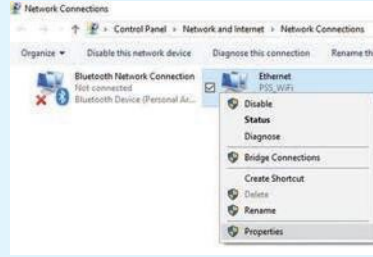 Network Connections
Control Panel › Network and Internet › Network Connections
Organize
Disable this network device
Diagnose this connection
Rename th
Bluetooth Network Connection
Not connected
Bluetooth Device (Personal Ar...
Ethernet
PS5_WiFi
Disable
Status
Diagnose
Bridge Connections
Create Shortcut
Delete
Rename
Properties